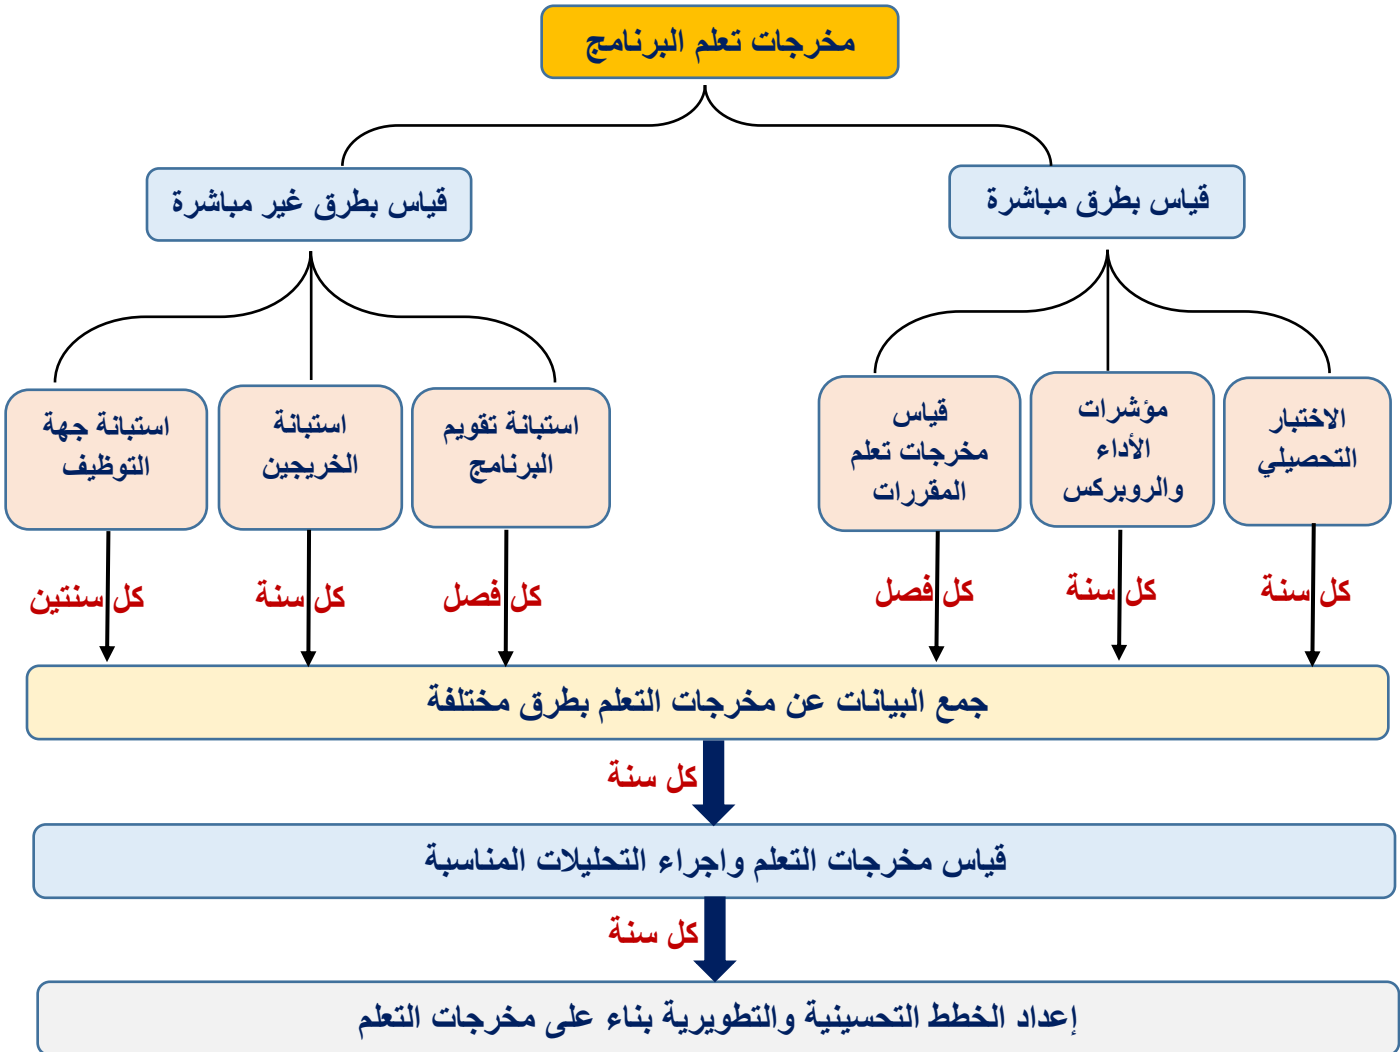 مخرجات تعلم البرنامج
قياس بطرق مباشرة
قياس بطرق غير مباشرة
الاختبار
التحصيلي
مؤشرات
الأداء
والروبركس
قياس
مخرجات تعلم
المقررات
استبانة تقويم
البرنامج
استبانة
الخريجين
استبانة جهة
التوظيف
كل سنة
كل سنة
كل فصل
كل فصل
كل سنة
كل سنتين
جمع البيانات عن مخرجات التعلم بطرق مختلفة
كل سنة
قياس مخرجات التعلم واجراء التحليلات المناسبة
كل سنة
إعداد الخطط التحسينية والتطويرية بناء على مخرجات التعلم